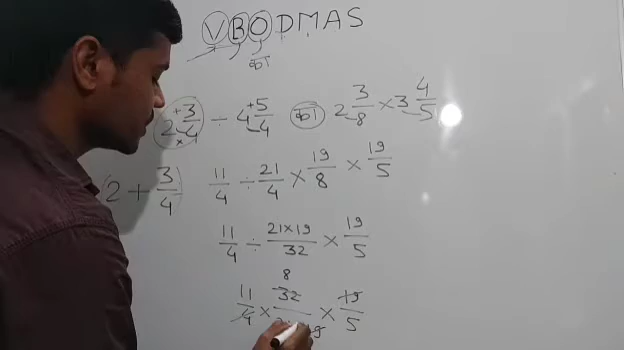 VBODMAS
का
2 3/4 ÷ 4 5/4 का 2 3/8 × 3 4/5
2 + 3/4
11/4 ÷ 21/4 × 19/8 × 19/5
11/4 ÷ 21×19/32 × 19/5
8
11/4 × 32/ 19 × 19/5